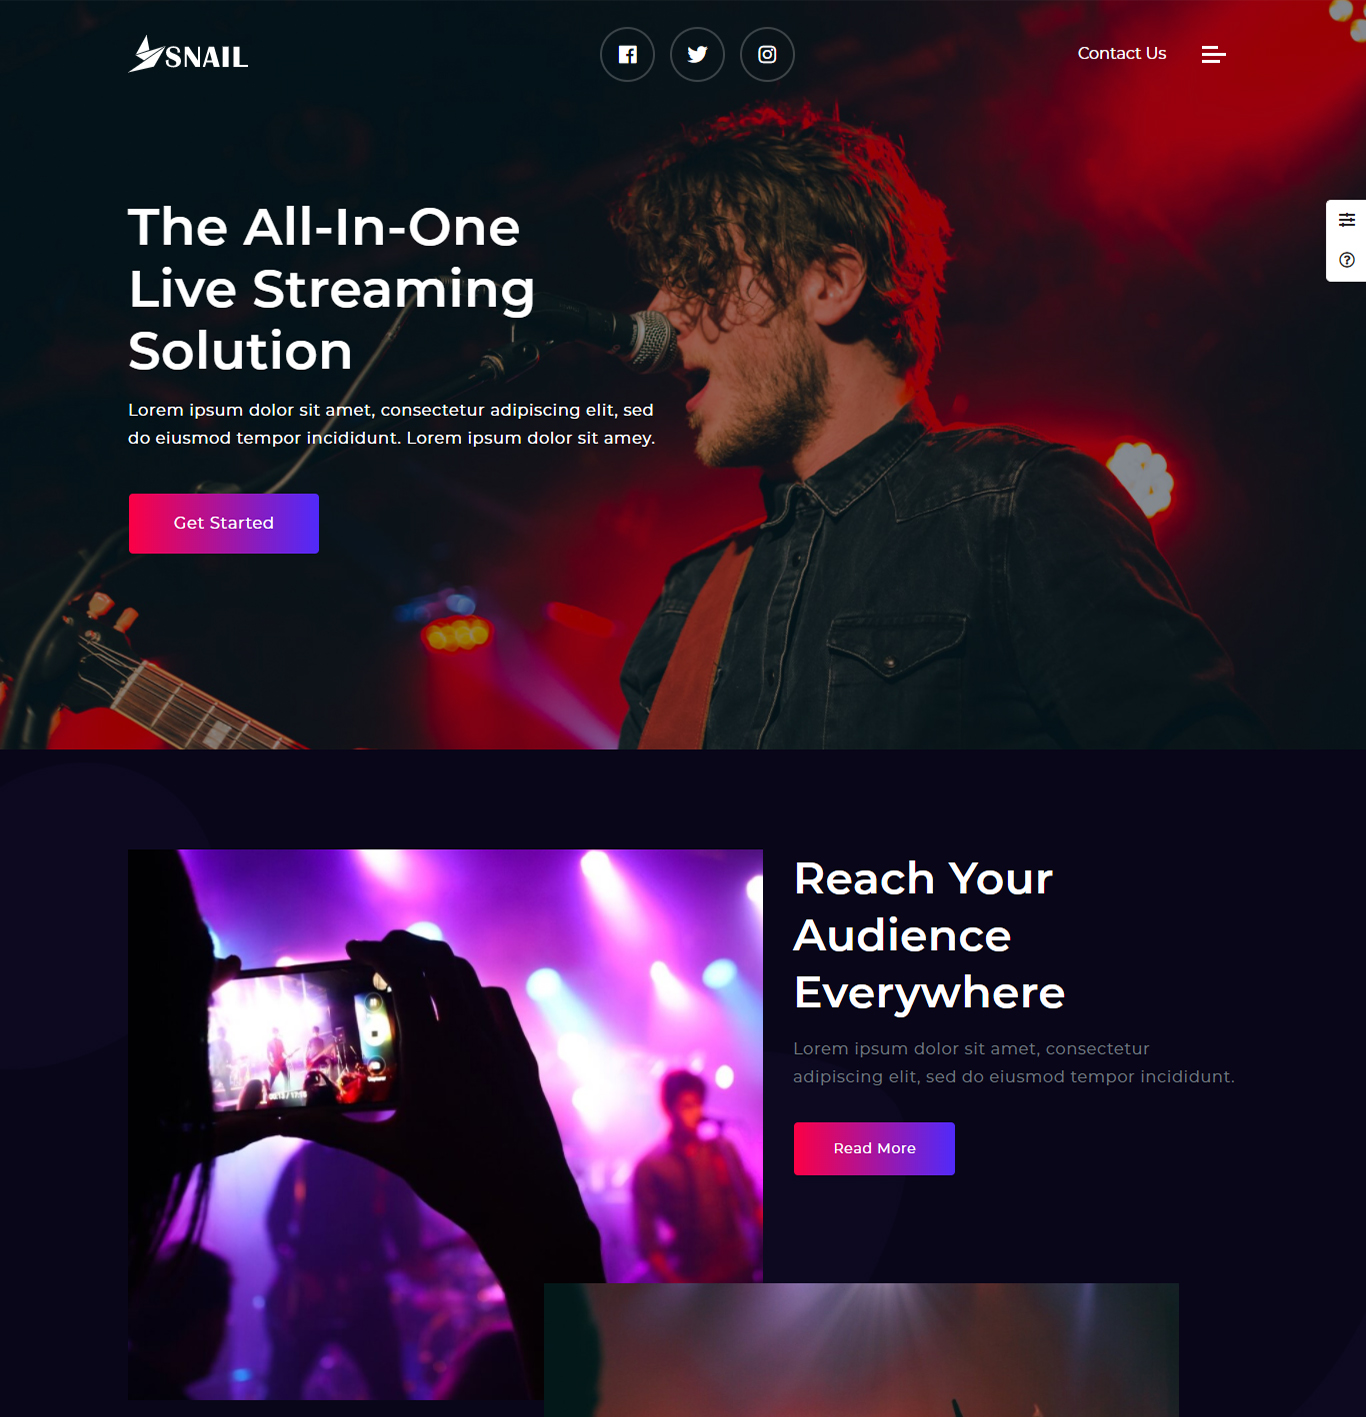 SNAIL
Contact Us
The All-In-One
Live Streaming
Solution
Lorem ipsum dolor sit amet, consectetur adipiscing elit, sed
do eiusmod tempor incididunt. Lorem ipsum dolor sit amey.
Get Started
Reach Your
Audience
Everywhere
Lorem ipsum dolor sit amet, consectetur
adipiscing elit, sed do eiusmod tempor incididunt.
Read More